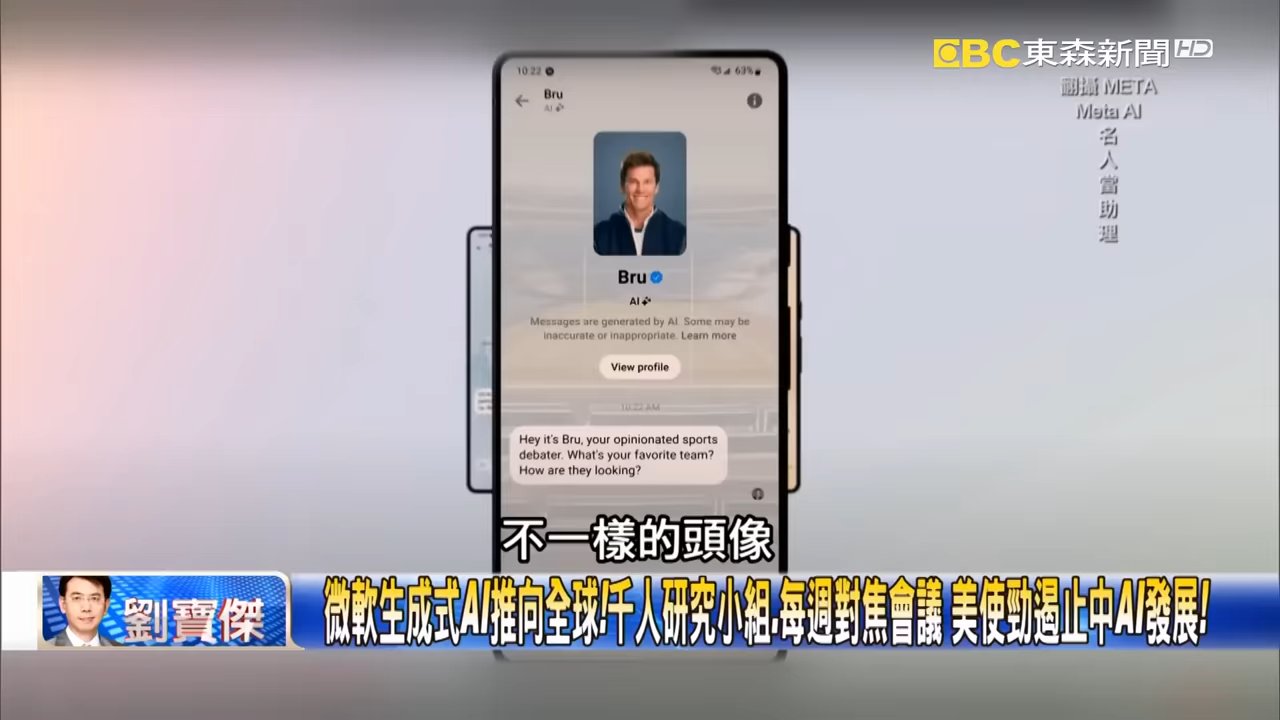 EBC 東森新聞 HD
翻攝 META
Meta AI
名人當助理
10:22
63%
Bru
AI
Bru
AI
Messages are generated by AI. Some may be
inaccurate or inappropriate. Learn more
View profile
10:22 AM
Hey it's Bru, your opinionated sports
debater. What's your favorite team?
How are they looking?
不一樣的頭像
劉寶傑
微軟生成式AI推向全球!千人研究小組.每週對焦會議 美使勁遏止中AI發展!